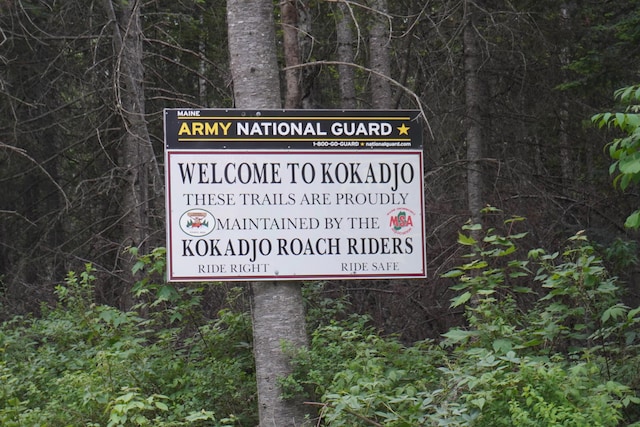 MAINE
ARMY NATIONAL GUARD
1-800-GO-GUARD ★ nationalguard.com
WELCOME TO KOKADJO
THESE TRAILS ARE PROUDLY
MAINTAINED BY THE
MSA
KOKADJO ROACH RIDERS
RIDE RIGHT RIDE SAFE